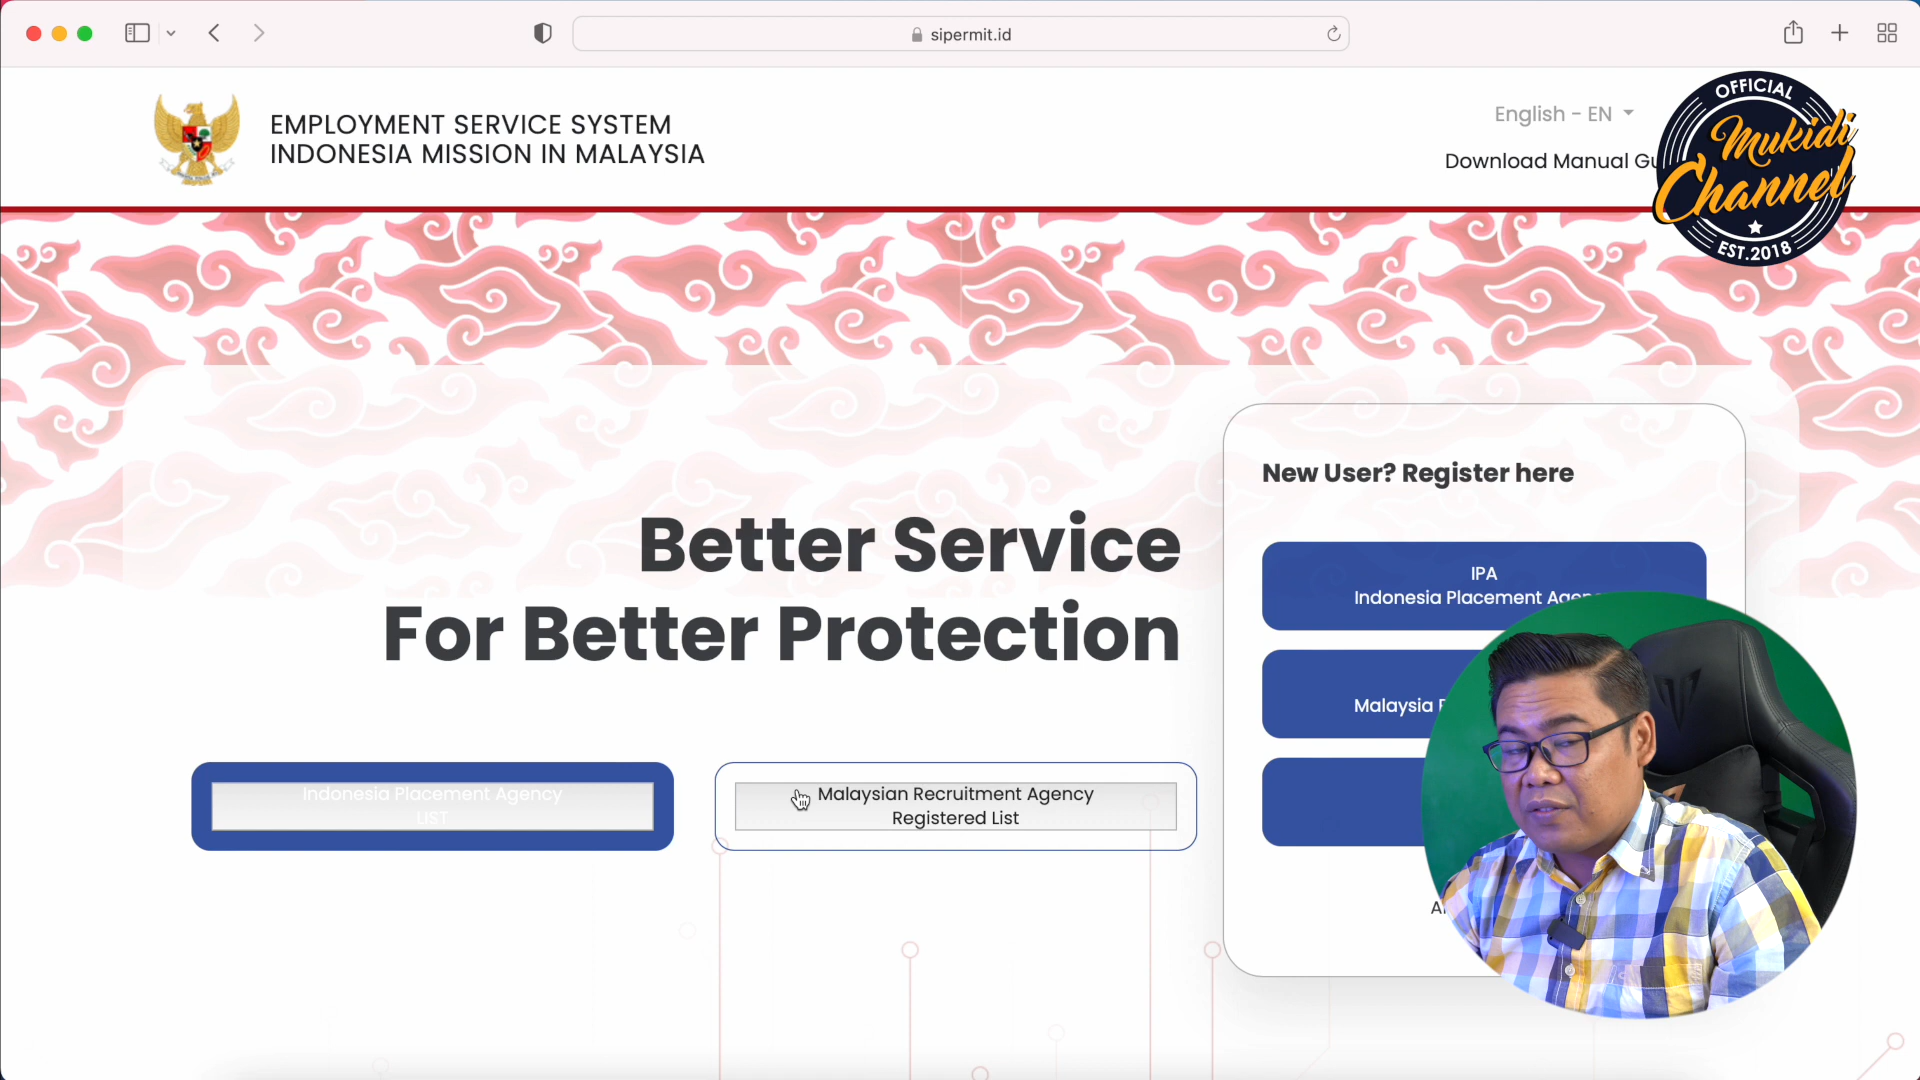 sipermit.id
EMPLOYMENT SERVICE SYSTEM
INDONESIA MISSION IN MALAYSIA
English - EN
Download Manual
OFFICIAL
Mukidi
Channel
EST.2018
Better Service
For Better Protection
Indonesia Placement Agency
LIST
Malaysian Recruitment Agency
Registered List
New User? Register here
IPA
Indonesia Placement
Malaysia